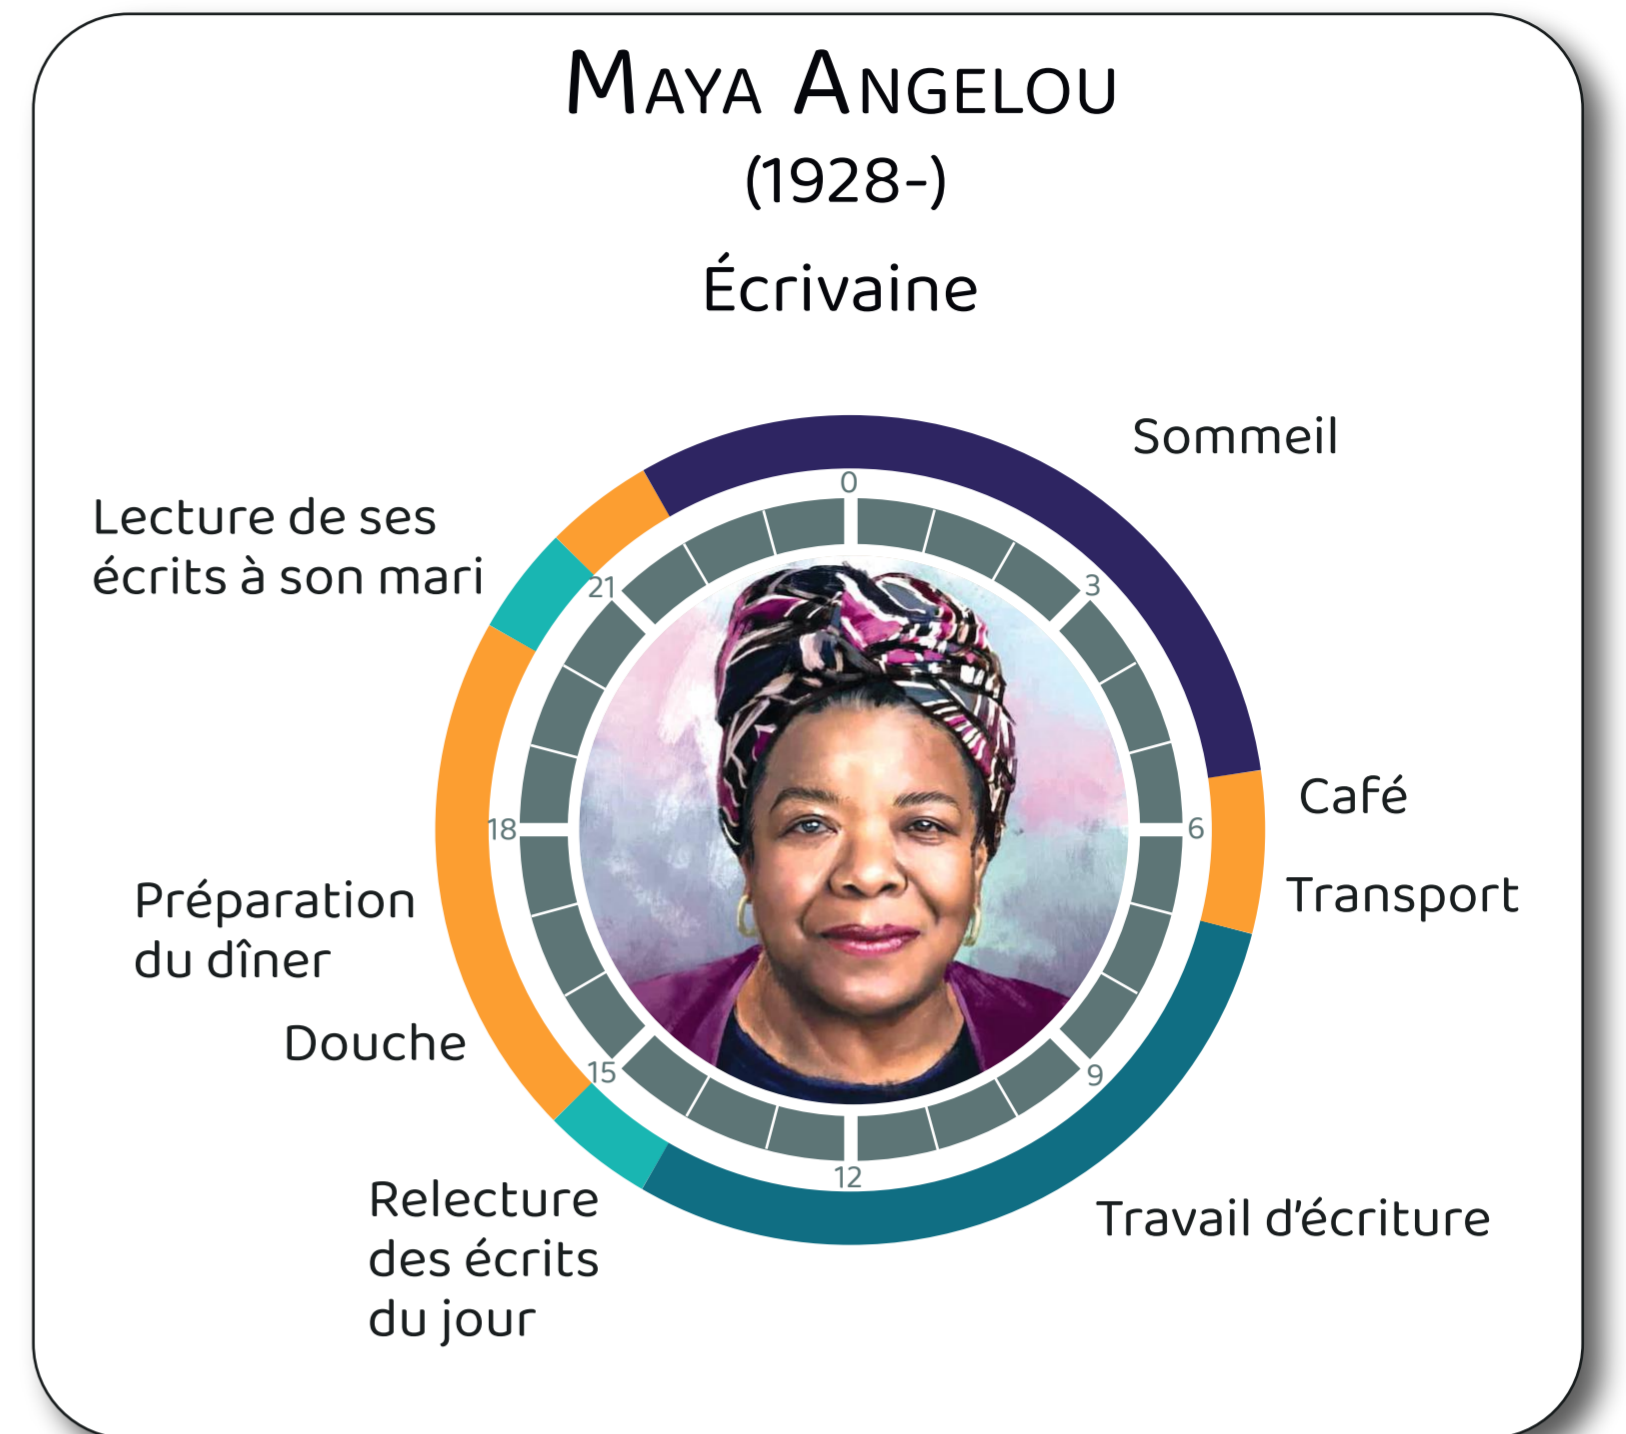 MAYA ANGELOU
(1928-)
Écrivaine
Sommeil
Café
Transport
Travail d'écriture
Relecture
des écrits
du jour
Douche
Préparation
du dîner
Lecture de ses
écrits à son mari
0
3
6
9
12
15
18
21